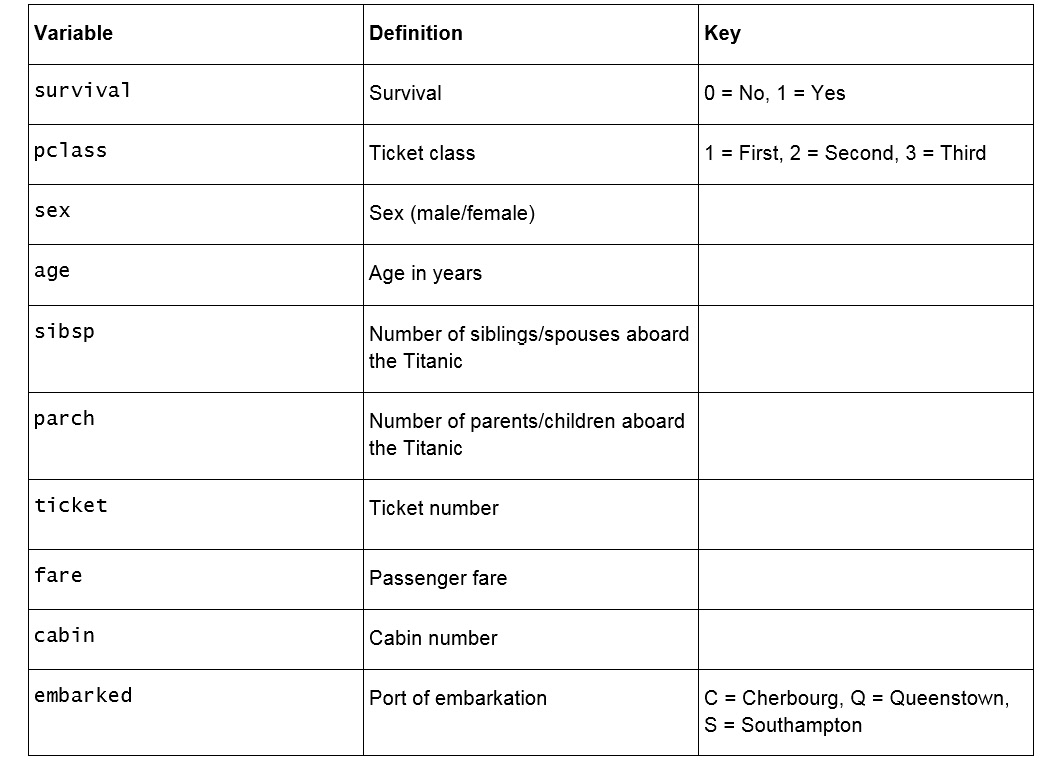 Variable Definition Key
survival Survival 0 = No, 1 = Yes
pclass Ticket class 1 = First, 2 = Second, 3 = Third
sex Sex (male/female)
age Age in years
sibsp Number of siblings/spouses aboard
the Titanic
parch Number of parents/children aboard
the Titanic
ticket Ticket number
fare Passenger fare
cabin Cabin number
embarked Port of embarkation C = Cherbourg, Q = Queenstown,
S = Southampton